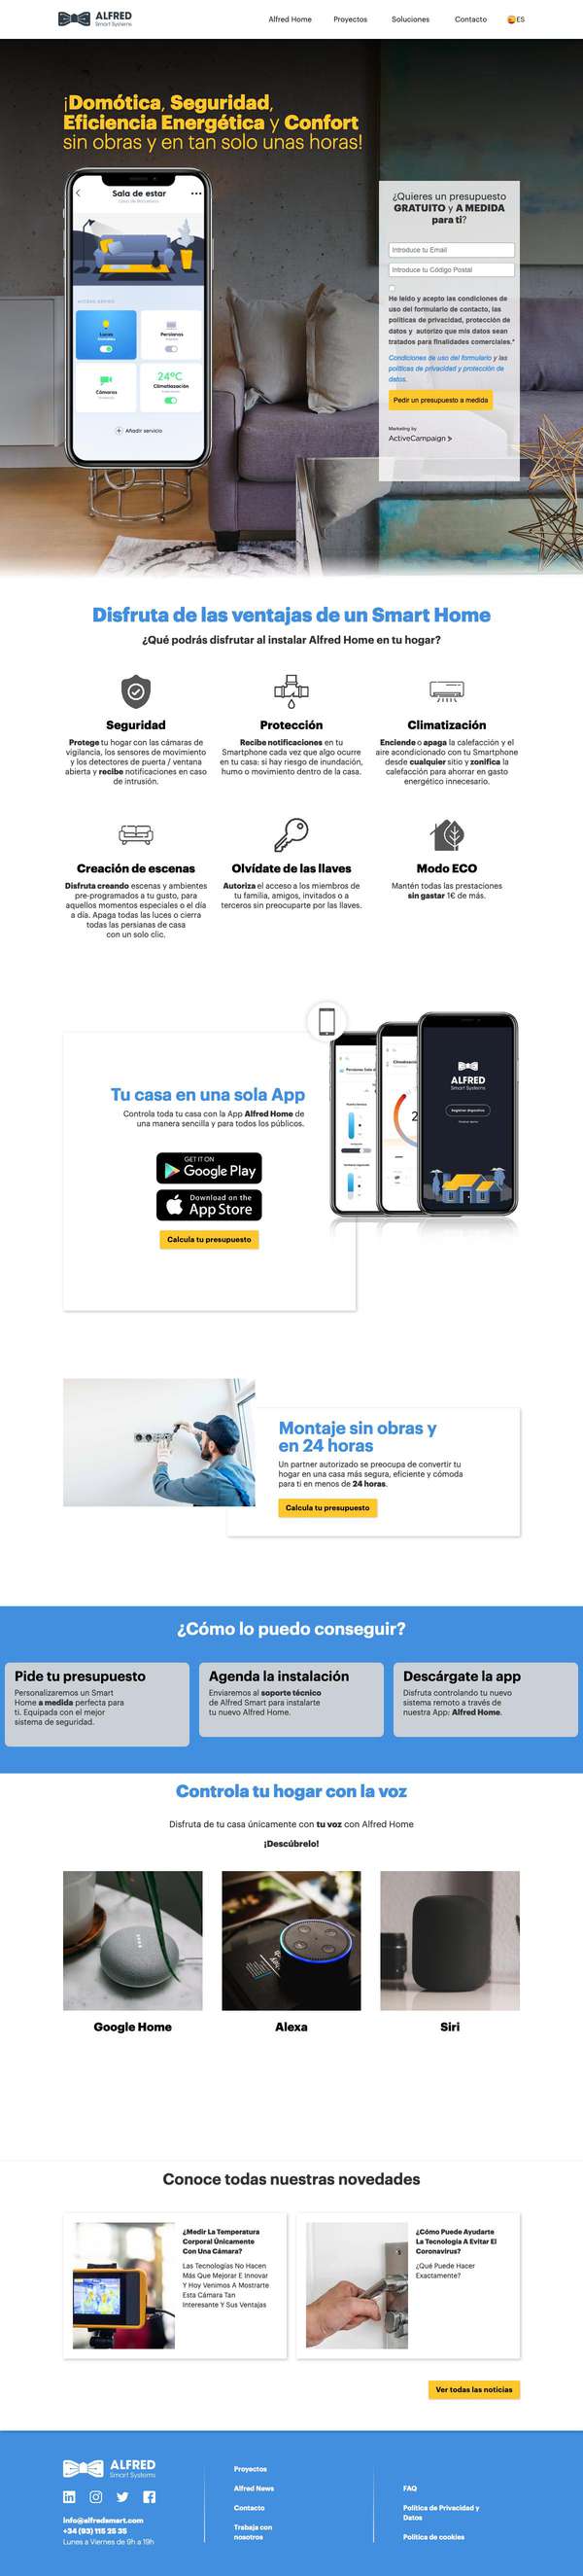 ALFRED
Smart Systems
Alfred Home
Proyectos
Soluciones
Contacto
ES
¡Domótica, Seguridad,
Eficiencia Energética y Confort
sin obras y en tan solo unas horas!
Sala de estar
Luces
Persianas
Cámaras
24ºC
Climatización
Añadir servicio
¿Quieres un presupuesto
GRATUITO y A MEDIDA
para ti?
Introduce tu Email
Introduce tu Código Postal
He leído y acepto las condiciones de
uso del formulario de contacto, las
políticas de privacidad, protección de
datos y autorizo que mis datos sean
tratados para finalidades comerciales.*
Condiciones de uso del formulario y las
políticas de privacidad y protección de
datos.
Pedir un presupuesto a medida
Marketing by
ActiveCampaign >
Disfruta de las ventajas de un Smart Home
¿Qué podrás disfrutar al instalar Alfred Home en tu hogar?
Seguridad
Protege tu hogar con las cámaras de
vigilancia, los sensores de movimiento
y los detectores de puerta / ventana
abierta y recibe notificaciones en caso
de intrusión.
Protección
Recibe notificaciones en tu
Smartphone cada vez que algo ocurre
en tu casa: si hay riesgo de inundación,
humo o movimiento dentro de la casa.
Climatización
Enciende o apaga la calefacción y el
aire acondicionado con tu Smartphone
desde cualquier sitio y zonifica la
calefacción para ahorrar en gasto
energético innecesario.
Creación de escenas
Disfruta creando escenas y ambientes
pre-programados a tu gusto, para
aquellos momentos especiales o el día
a día. Apaga todas las luces o cierra
todas las persianas de casa
con un solo clic.
Olvídate de las llaves
Autoriza el acceso a los miembros de
tu familia, amigos, invitados o a
terceros sin preocuparte por las llaves.
Modo ECO
Mantén todas las prestaciones
sin gastar 1€ de más.
Tu casa en una sola App
Controla toda tu casa con la App Alfred Home de
una manera sencilla y para todos los públicos.
GET IT ON
Google Play
Download on the
App Store
Calcula tu presupuesto
ALFRED
Smart Systems
Montaje sin obras y
en 24 horas
Un partner autorizado se preocupa de convertir tu
hogar en una casa más segura, eficiente y cómoda
para ti en menos de 24 horas.
Calcula tu presupuesto
¿Cómo lo puedo conseguir?
Pide tu presupuesto
Personalizaremos un Smart
Home a medida perfecta para
ti. Equipada con el mejor
sistema de seguridad.
Agenda la instalación
Enviaremos al soporte técnico
de Alfred Smart para instalarte
tu nuevo Alfred Home.
Descárgate la app
Disfruta controlando tu nuevo
sistema remoto a través de
nuestra App: Alfred Home.
Controla tu hogar con la voz
Disfruta de tu casa únicamente con tu voz con Alfred Home
¡Descúbrelo!
Google Home
Alexa
Siri
Conoce todas nuestras novedades
¿Medir La Temperatura
Corporal Únicamente
Con Una Cámara?
Las Tecnologías No Hacen
Más Que Mejorar E Innovar
Y Hoy Venimos A Mostrarte
Esta Cámara Tan
Interesante Y Sus Ventajas
¿Cómo Puede Ayudarte
La Tecnología A Evitar El
Coronavirus?
¿Qué Puede Hacer
Exactamente?
Ver todas las noticias
ALFRED
Smart Systems
info@alfredsmart.com
+34 (93) 115 25 35
Lunes a Viernes de 9h a 19h
Proyectos
Alfred News
Contacto
Trabaja con
nosotros
FAQ
Política de Privacidad y
Datos
Política de cookies